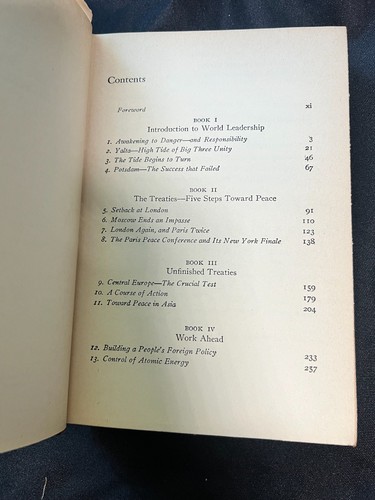 Contents
Foreword xi
BOOK I
Introduction to World Leadership
1. Awakening to Danger—and Responsibility 3
2. Yalta—High Tide of Big Three Unity 21
3. The Tide Begins to Turn 46
4. Potsdam—The Success that Failed 67
BOOK II
The Treaties—Five Steps Toward Peace
5. Setback at London 91
6. Moscow Ends an Impasse 110
7. London Again, and Paris Twice 123
8. The Paris Peace Conference and Its New York Finale 138
BOOK III
Unfinished Treaties
9. Central Europe—The Crucial Test 159
10. A Course of Action 179
11. Toward Peace in Asia 204
BOOK IV
Work Ahead
12. Building a People's Foreign Policy 233
13. Control of Atomic Energy 257